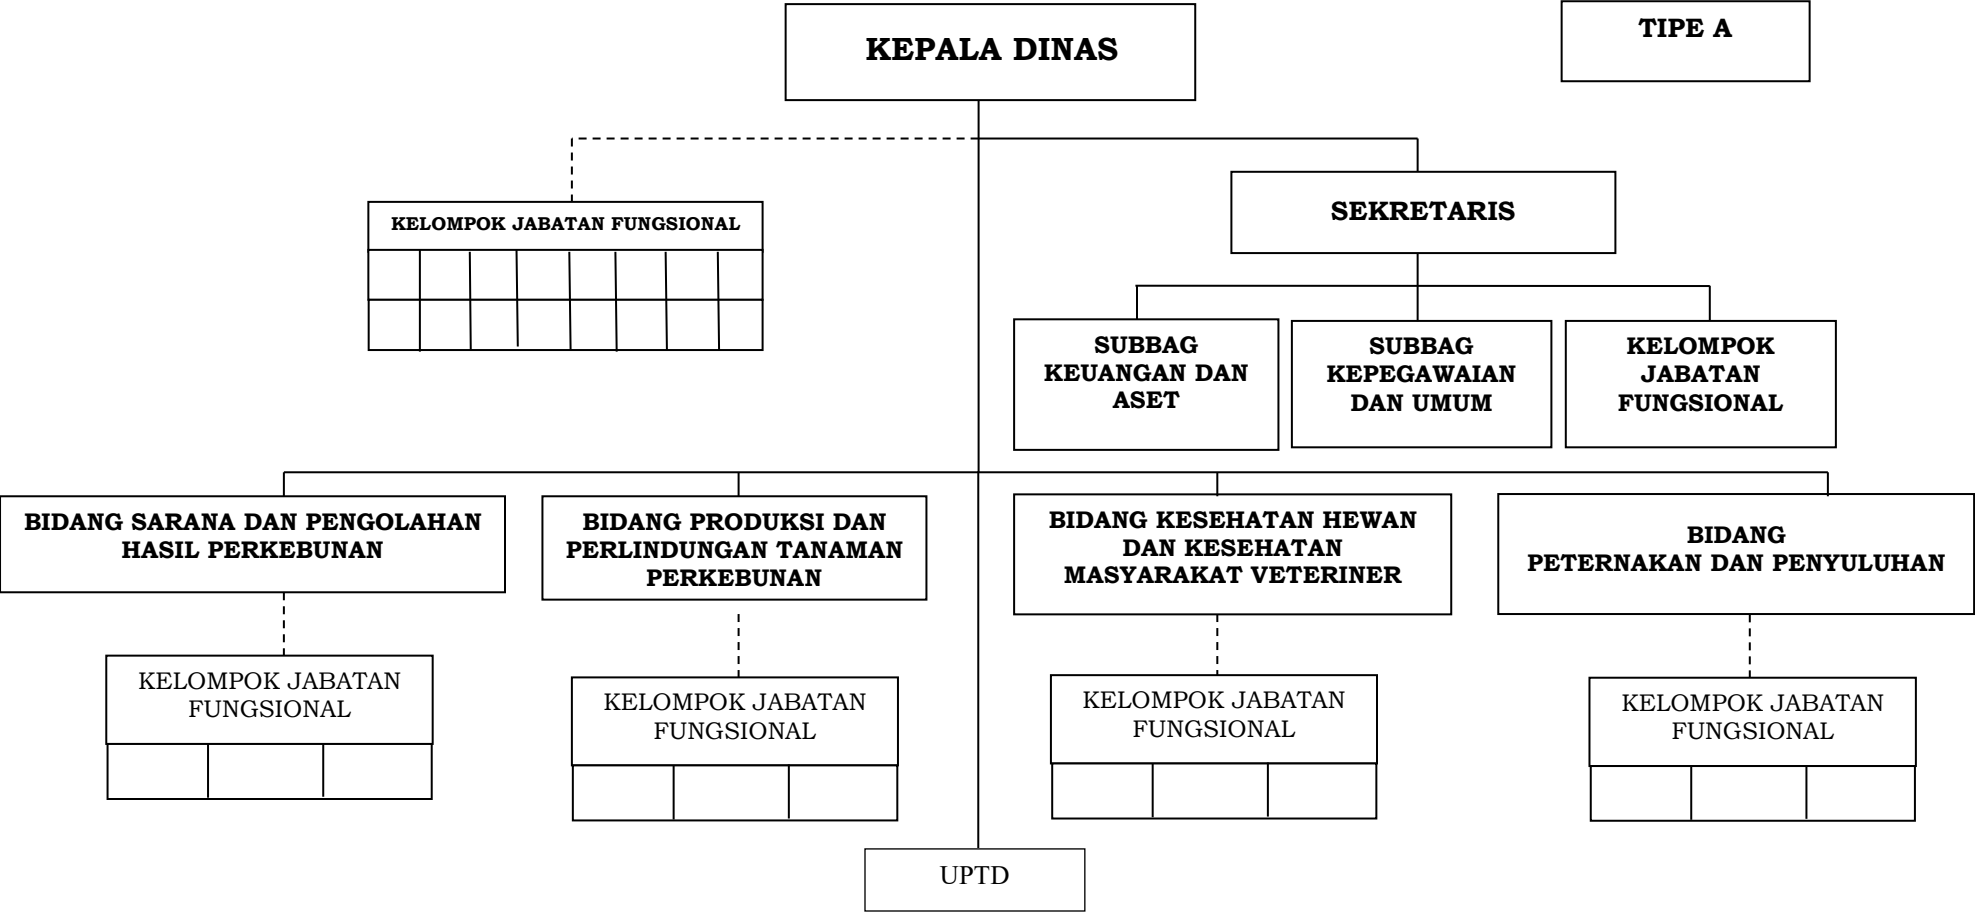 KEPALA DINAS
TIPE A
KELOMPOK JABATAN FUNGSIONAL
SEKRETARIS
SUBBAG
KEUANGAN DAN
ASET
SUBBAG
KEPEGAWAIAN
DAN UMUM
KELOMPOK
JABATAN
FUNGSIONAL
BIDANG SARANA DAN PENGOLAHAN
HASIL PERKEBUNAN
BIDANG PRODUKSI DAN
PERLINDUNGAN TANAMAN
PERKEBUNAN
BIDANG KESEHATAN HEWAN
DAN KESEHATAN
MASYARAKAT VETERINER
BIDANG
PETERNAKAN DAN PENYULUHAN
KELOMPOK JABATAN
FUNGSIONAL
KELOMPOK JABATAN
FUNGSIONAL
KELOMPOK JABATAN
FUNGSIONAL
KELOMPOK JABATAN
FUNGSIONAL
UPTD